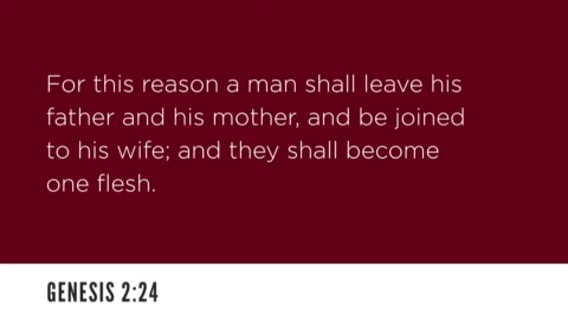 For this reason a man shall leave his
father and his mother, and be joined
to his wife; and they shall become
one flesh.
GENESIS 2:24